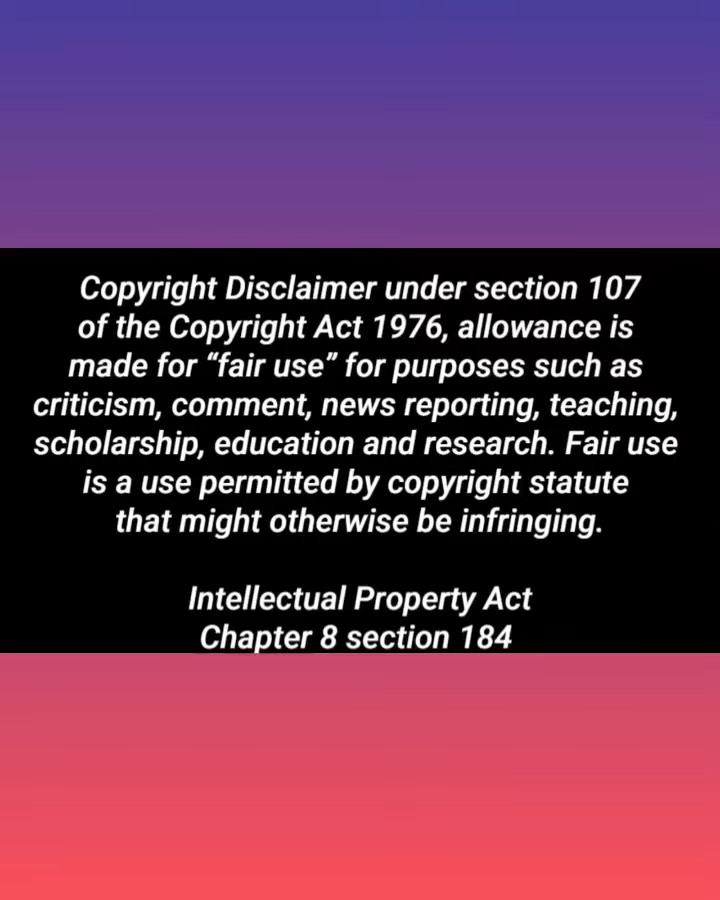 Copyright Disclaimer under section 107
of the Copyright Act 1976, allowance is
made for “fair use” for purposes such as
criticism, comment, news reporting, teaching,
scholarship, education and research. Fair use
is a use permitted by copyright statute
that might otherwise be infringing.
Intellectual Property Act
Chapter 8 section 184